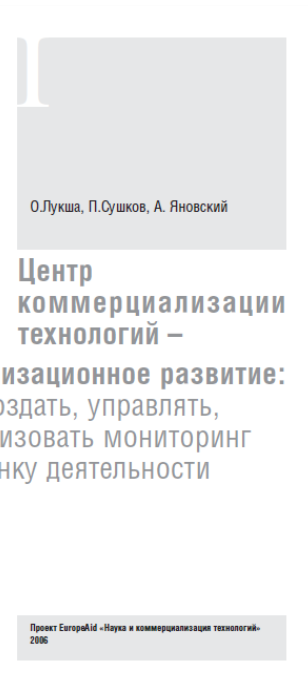 О.Лукша, П.Сушков, А. Яновский
Центр
коммерциализации
технологий –
изационное развитие:
оздать, управлять,
изовать мониторинг
нку деятельности
Проект EuropeAid «Наука и коммерциализация технологий»
2006